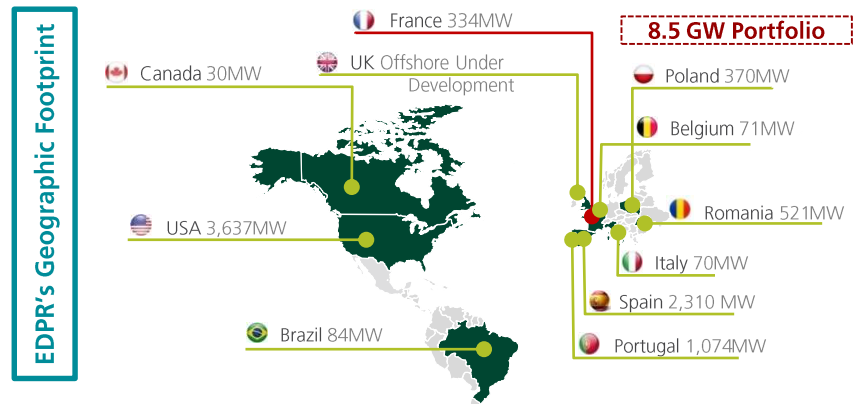 EDPR's Geographic Footprint
France 334MW
8.5 GW Portfolio
UK Offshore Under
Development
Canada 30MW
Poland 370MW
Belgium 71MW
USA 3,637MW
Romania 521MW
Italy 70MW
Spain 2,310 MW
Brazil 84MW
Portugal 1,074MW